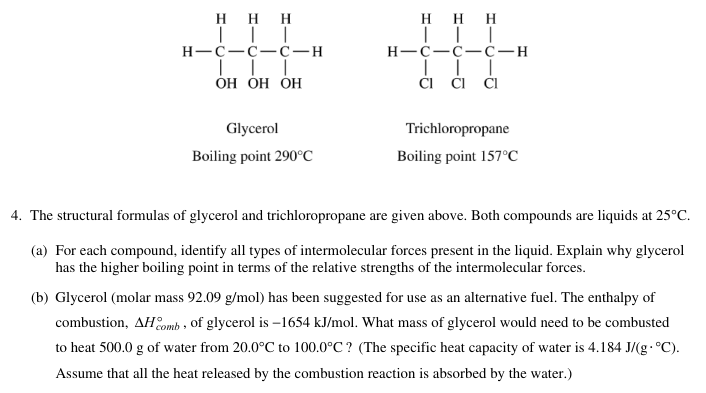 H H H H H H
H—C—C—C—H H—C—C—C—H
OH OH OH Cl Cl Cl
Glycerol Trichloropropane
Boiling point 290°C Boiling point 157°C
4. The structural formulas of glycerol and trichloropropane are given above. Both compounds are liquids at 25°C.
(a) For each compound, identify all types of intermolecular forces present in the liquid. Explain why glycerol
has the higher boiling point in terms of the relative strengths of the intermolecular forces.
(b) Glycerol (molar mass 92.09 g/mol) has been suggested for use as an alternative fuel. The enthalpy of
combustion, ΔH°comb , of glycerol is −1654 kJ/mol. What mass of glycerol would need to be combusted
to heat 500.0 g of water from 20.0°C to 100.0°C ? (The specific heat capacity of water is 4.184 J/(g·°C).
Assume that all the heat released by the combustion reaction is absorbed by the water.)